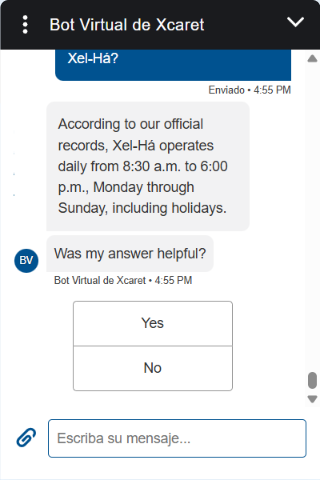 Bot Virtual de Xcaret
Xel-Há?
Enviado • 4:55 PM
According to our official
records, Xel-Há operates
daily from 8:30 a.m. to 6:00
p.m., Monday through
Sunday, including holidays.
Was my answer helpful?
BV
Bot Virtual de Xcaret • 4:55 PM
Yes
No
Escriba su mensaje...